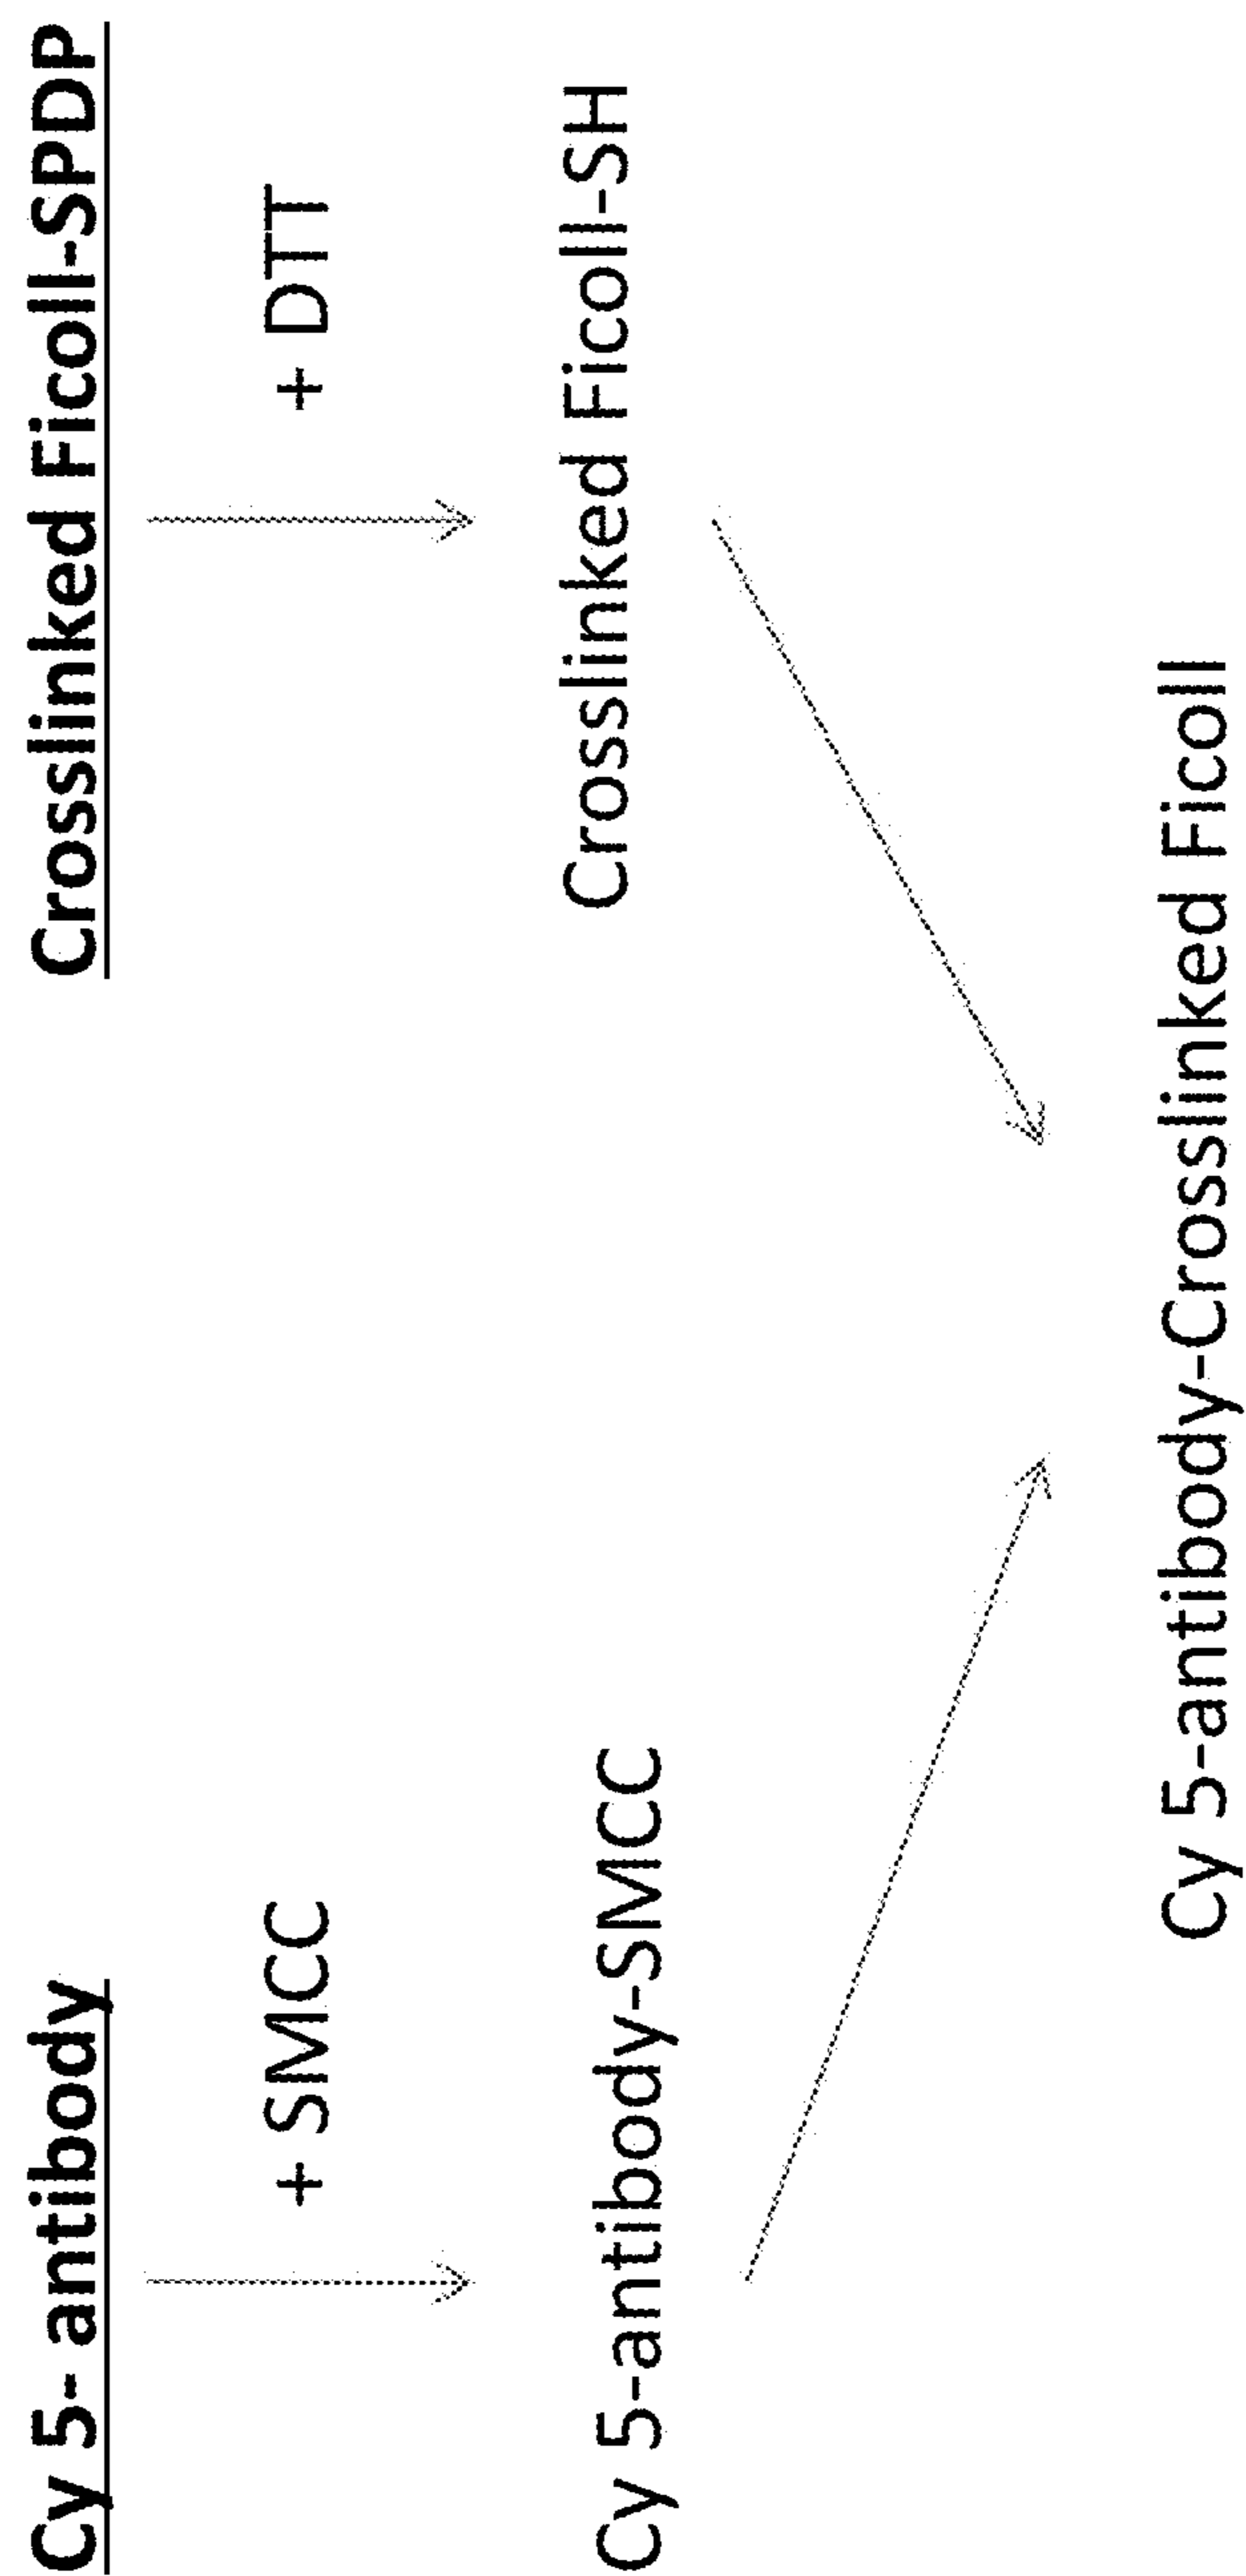 Cy 5- antibody
Crosslinked Ficoll-SPDP
+ SMCC
+ DTT
Cy 5-antibody-SMCC
Crosslinked Ficoll-SH
Cy 5-antibody-Crosslinked Ficoll